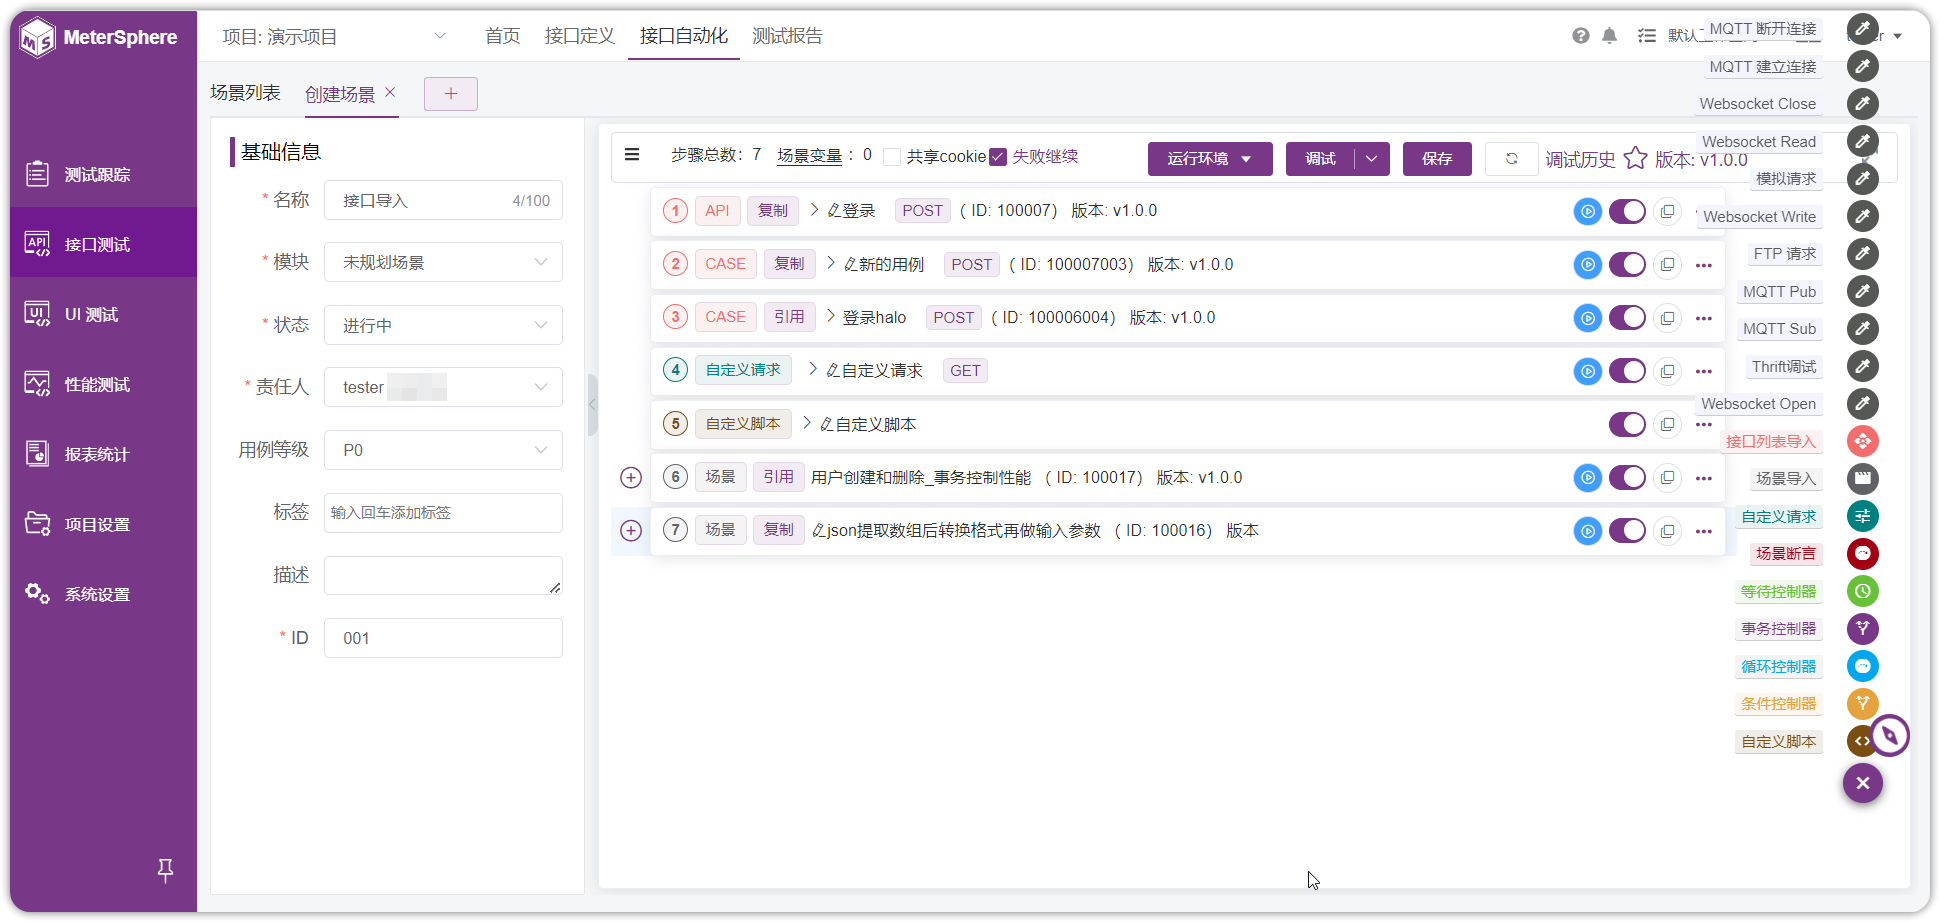 MeterSphere
项目: 演示项目
首页
接口定义
接口自动化
测试报告
默认
MQTT 断开连接
MQTT 建立连接
Websocket Close
Websocket Read
模拟请求
Websocket Write
FTP 请求
MQTT Pub
MQTT Sub
Thrift调试
Websocket Open
接口列表导入
场景导入
自定义请求
场景断言
等待控制器
事务控制器
循环控制器
条件控制器
自定义脚本
测试跟踪
API 接口测试
UI UI 测试
性能测试
报表统计
项目设置
系统设置
场景列表
创建场景
基础信息
* 名称 接口导入 4/100
* 模块 未规划场景
* 状态 进行中
* 责任人 tester
用例等级 P0
标签 输入回车添加标签
描述
* ID 001
步骤总数: 7 场景变量 : 0 共享cookie 失败继续 运行环境 调试 保存 调试历史 版本: v1.0.0
1 API 复制 登录 POST ( ID: 100007) 版本: v1.0.0
2 CASE 复制 新的用例 POST ( ID: 100007003) 版本: v1.0.0
3 CASE 引用 登录halo POST ( ID: 100006004) 版本: v1.0.0
4 自定义请求 自定义请求 GET
5 自定义脚本 自定义脚本
6 场景 引用 用户创建和删除_事务控制性能 ( ID: 100017) 版本: v1.0.0
7 场景 复制 json提取数组后转换格式再做输入参数 ( ID: 100016) 版本